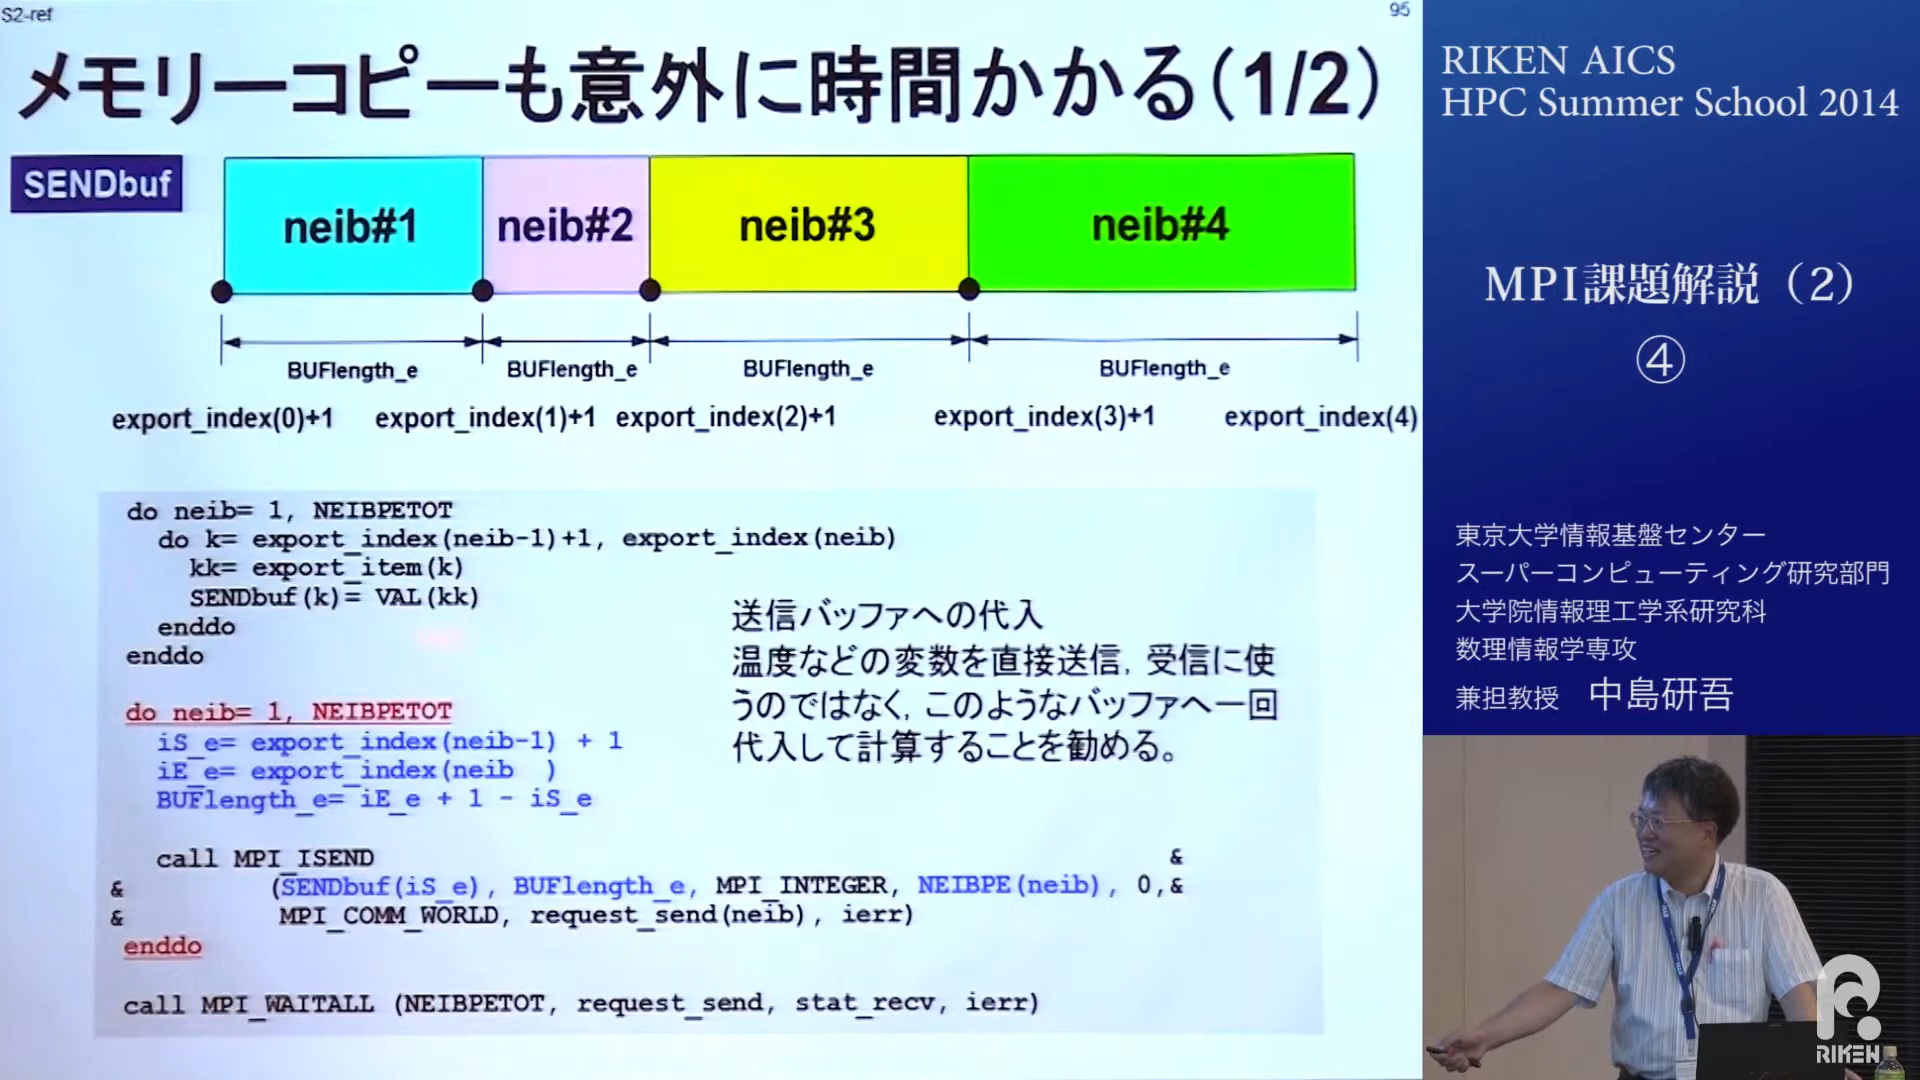 S2-ref
95
メモリーコピーも意外に時間かかる(1/2)
SENDbuf
neib#1
neib#2
neib#3
neib#4
BUFlength_e
BUFlength_e
BUFlength_e
BUFlength_e
export_index(0)+1
export_index(1)+1
export_index(2)+1
export_index(3)+1
export_index(4)
do neib= 1, NEIBPETOT
do k= export_index(neib-1)+1, export_index(neib)
kk= export_item(k)
SENDbuf(k)= VAL(kk)
enddo
enddo
送信バッファへの代入
温度などの変数を直接送信, 受信に使
うのではなく, このようなバッファへ一回
代入して計算することを勧める。
do neib= 1, NEIBPETOT
iS_e= export_index(neib-1) + 1
iE_e= export_index(neib  )
BUFlength_e= iE_e + 1 - iS_e
call MPI_ISEND &
& (SENDbuf(iS_e), BUFlength_e, MPI_INTEGER, NEIBPE(neib), 0,&
& MPI_COMM_WORLD, request_send(neib), ierr)
enddo
call MPI_WAITALL (NEIBPETOT, request_send, stat_recv, ierr)
RIKEN AICS
HPC Summer School 2014
MPI課題解説（2）
④
東京大学情報基盤センター
スーパーコンピューティング研究部門
大学院情報理工学系研究科
数理情報学専攻
兼担教授 中島研吾
RIKEN